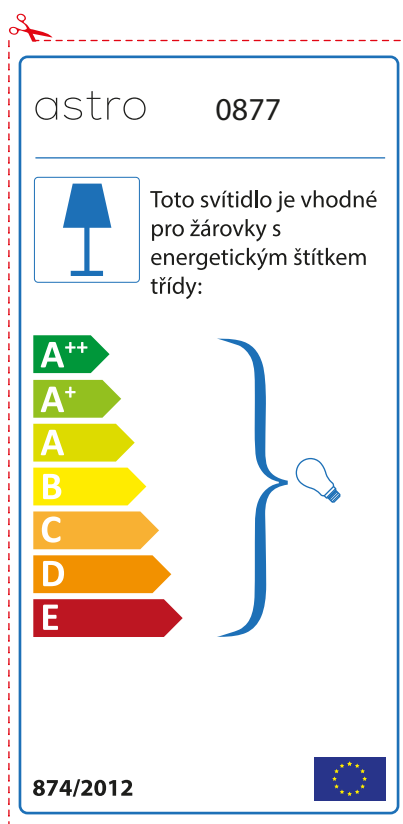 astro 0877
Toto svítidlo je vhodné
pro žárovky s
energetickým štítkem
třídy:
A++
A+
A
B
C
D
E
874/2012